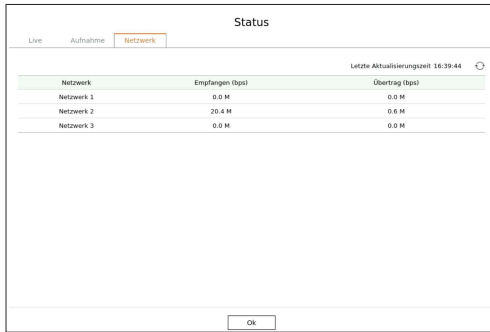 Status
Live Aufnahme Netzwerk
Letzte Aktualisierungszeit 16:39:44
Netzwerk Empfangen (bps) Übertrag (bps)
Netzwerk 1 0.0 M 0.0 M
Netzwerk 2 20.4 M 0.6 M
Netzwerk 3 0.0 M 0.0 M
Ok